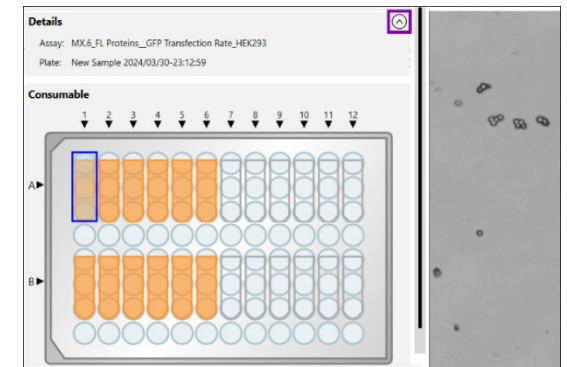 Details
Assay: MX.6_FL Proteins__GFP Transfection Rate_HEK293
Plate: New Sample 2024/03/30-23:12:59
Consumable
1 2 3 4 5 6 7 8 9 10 11 12
A
B